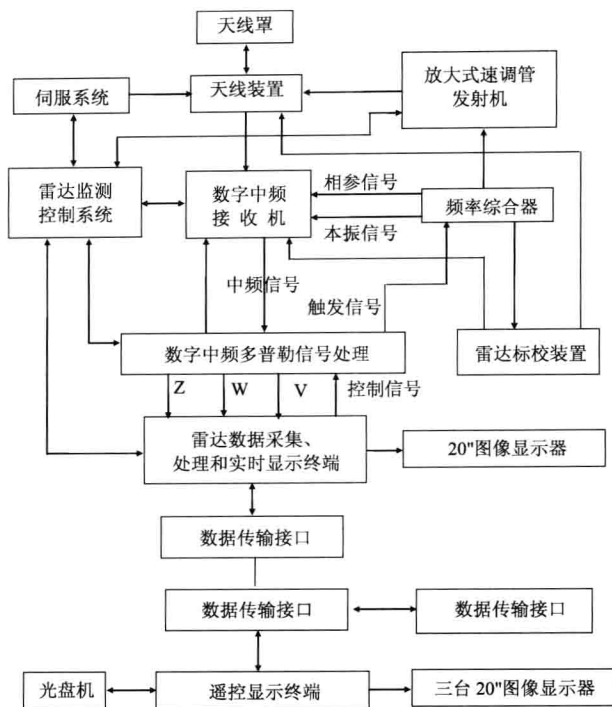 天线罩
天线装置
伺服系统
放大式速调管
发射机
雷达监测
控制系统
数字中频
接 收 机
相参信号
本振信号
频率综合器
中频信号
触发信号
数字中频多普勒信号处理
雷达标校装置
Z
W
V
控制信号
雷达数据采集、
处理和实时显示终端
20"图像显示器
数据传输接口
数据传输接口
数据传输接口
光盘机
遥控显示终端
三台 20"图像显示器